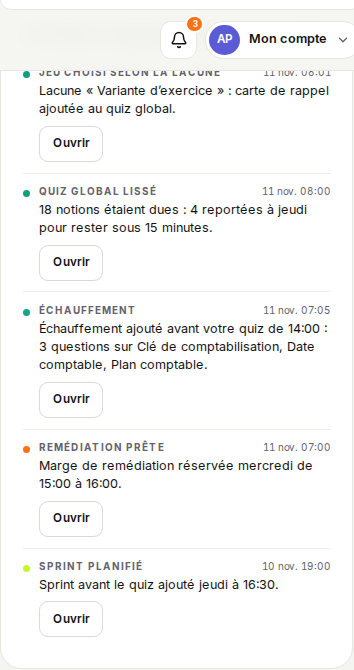 3
AP Mon compte
JEU CHOISI SELON LA LACUNE 11 nov. 08:01
Lacune « Variante d’exercice » : carte de rappel
ajoutée au quiz global.
Ouvrir
QUIZ GLOBAL LISSÉ 11 nov. 08:00
18 notions étaient dues : 4 reportées à jeudi
pour rester sous 15 minutes.
Ouvrir
ÉCHAUFFEMENT 11 nov. 07:05
Échauffement ajouté avant votre quiz de 14:00 :
3 questions sur Clé de comptabilisation, Date
comptable, Plan comptable.
Ouvrir
REMÉDIATION PRÊTE 11 nov. 07:00
Marge de remédiation réservée mercredi de
15:00 à 16:00.
Ouvrir
SPRINT PLANIFIÉ 10 nov. 19:00
Sprint avant le quiz ajouté jeudi à 16:30.
Ouvrir